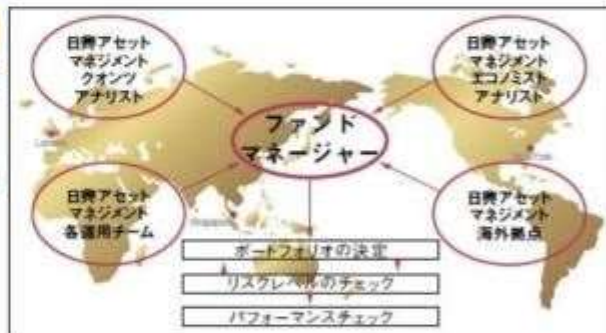 日興アセット
マネジメント
クオンツ
アナリスト
日興アセット
マネジメント
エコノミスト
アナリスト
ファンド
マネージャー
日興アセット
マネジメント
各運用チーム
日興アセット
マネジメント
海外拠点
ポートフォリオの決定
リスクレベルのチェック
パフォーマンスチェック